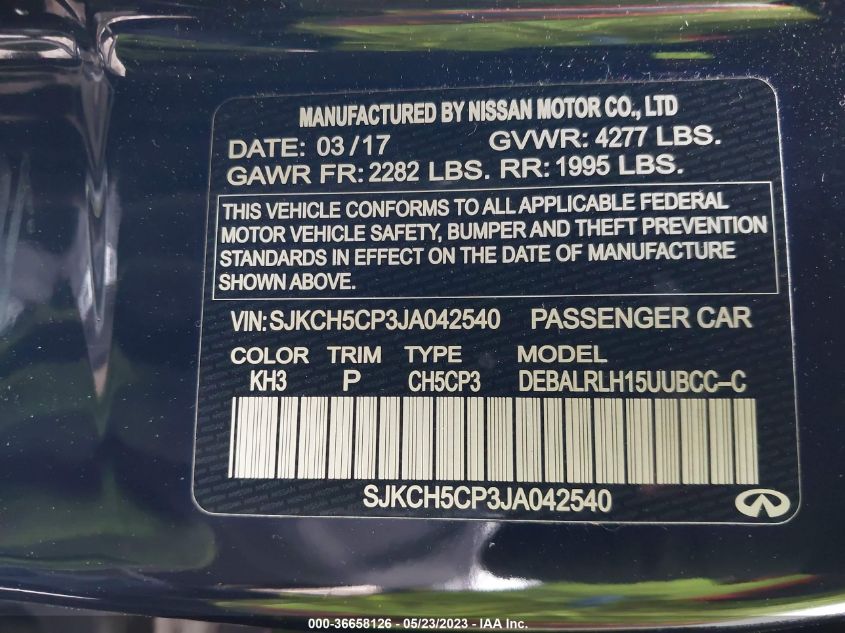 MANUFACTURED BY NISSAN MOTOR CO., LTD
DATE: 03/17 GVWR: 4277 LBS.
GAWR FR: 2282 LBS. RR: 1995 LBS.
THIS VEHICLE CONFORMS TO ALL APPLICABLE FEDERAL
MOTOR VEHICLE SAFETY, BUMPER AND THEFT PREVENTION
STANDARDS IN EFFECT ON THE DATE OF MANUFACTURE
SHOWN ABOVE.
VIN: SJKCH5CP3JA042540 PASSENGER CAR
COLOR TRIM TYPE MODEL
KH3 P CH5CP3 DEBALRLH15UUBCC–C
SJKCH5CP3JA042540
000-36658126 - 05/23/2023 - IAA Inc.